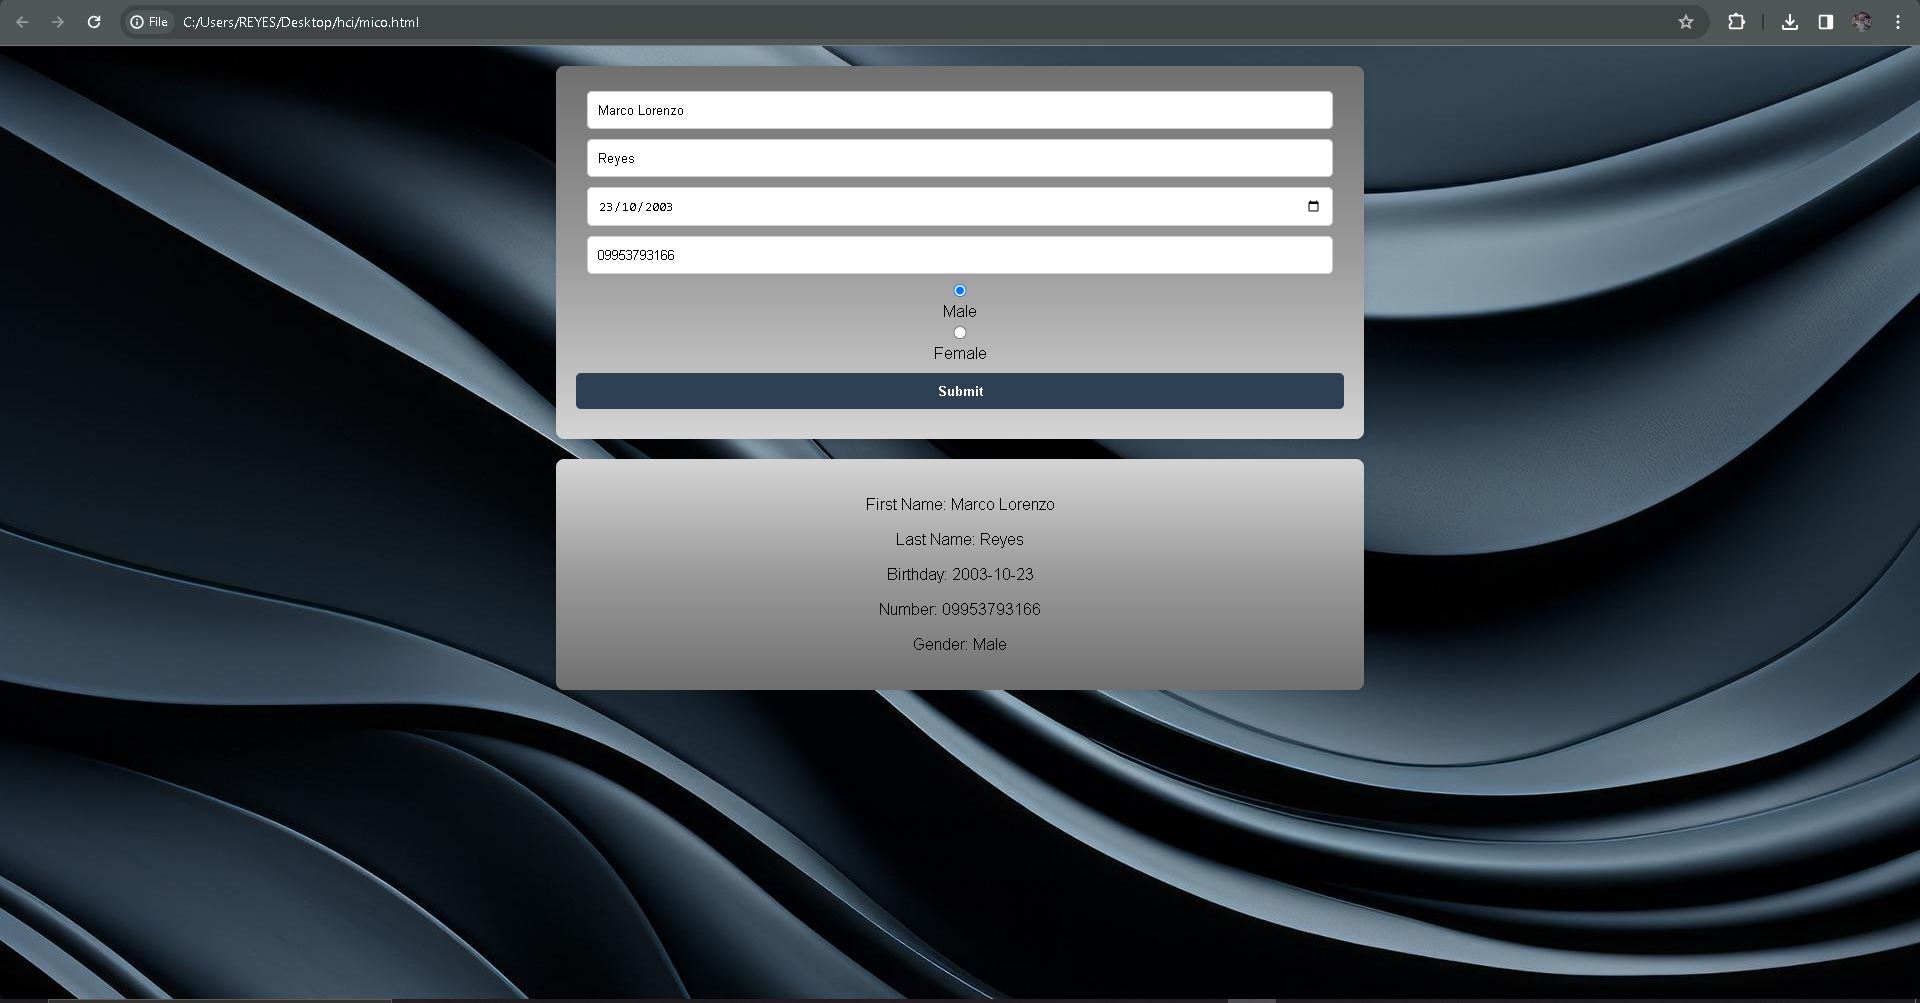 File C:/Users/REYES/Desktop/hci/mico.html
Marco Lorenzo
Reyes
23/10/2003
09953793166
Male
Female
Submit
First Name: Marco Lorenzo
Last Name: Reyes
Birthday: 2003-10-23
Number: 09953793166
Gender: Male